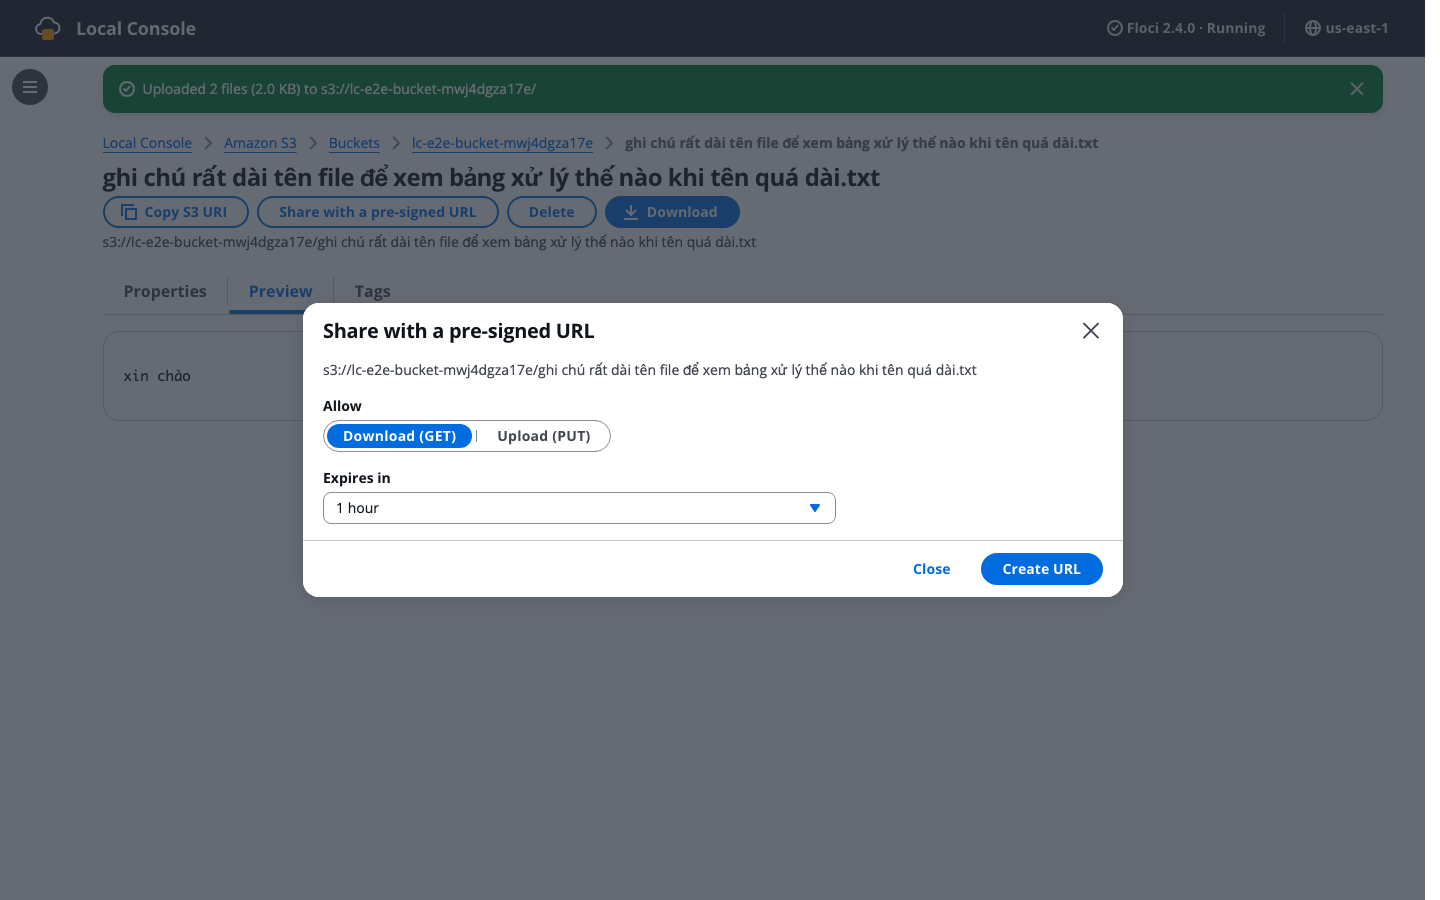 Local Console
Floci 2.4.0 · Running
us-east-1
Uploaded 2 files (2.0 KB) to s3://lc-e2e-bucket-mwj4dgza17e/
Local Console > Amazon S3 > Buckets > lc-e2e-bucket-mwj4dgza17e > ghi chú rất dài tên file để xem bảng xử lý thế nào khi tên quá dài.txt
ghi chú rất dài tên file để xem bảng xử lý thế nào khi tên quá dài.txt
Copy S3 URI Share with a pre-signed URL Delete Download
s3://lc-e2e-bucket-mwj4dgza17e/ghi chú rất dài tên file để xem bảng xử lý thế nào khi tên quá dài.txt
Properties Preview Tags
xin chào
Share with a pre-signed URL
s3://lc-e2e-bucket-mwj4dgza17e/ghi chú rất dài tên file để xem bảng xử lý thế nào khi tên quá dài.txt
Allow
Download (GET) Upload (PUT)
Expires in
1 hour
Close Create URL